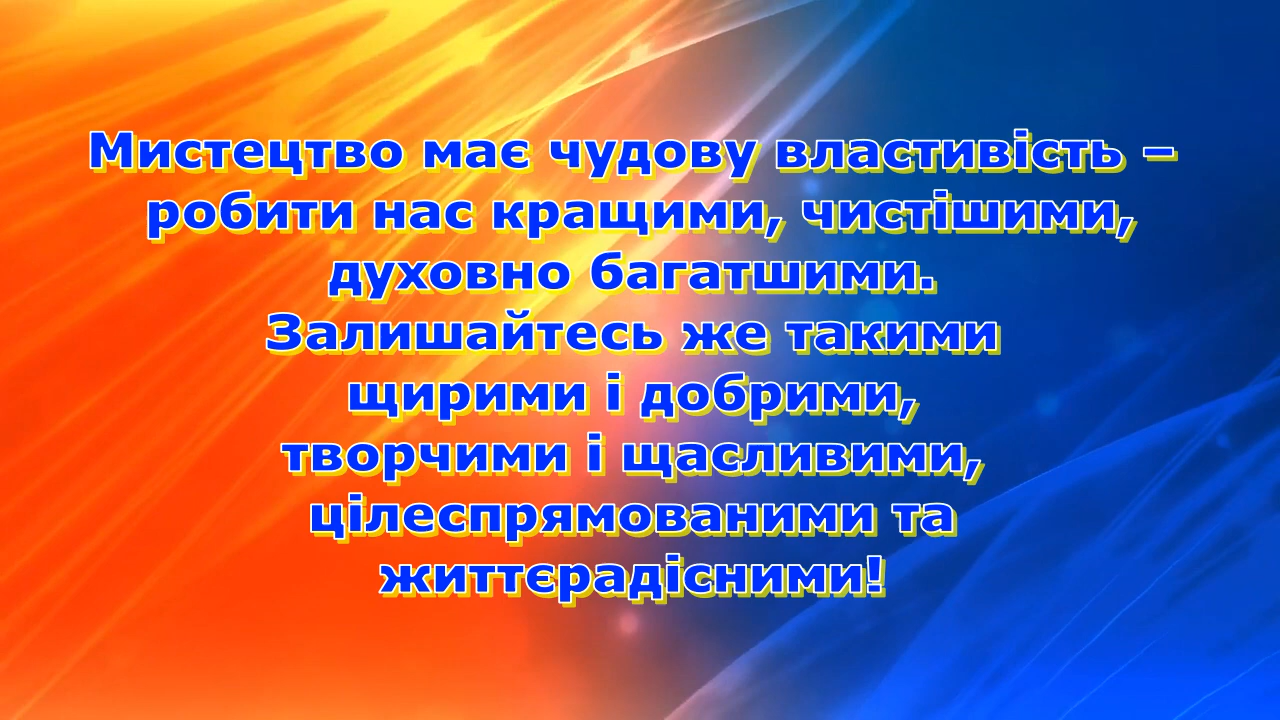 Мистецтво має чудову властивість –
робити нас кращими, чистішими,
духовно багатшими.
Залишайтесь же такими
щирими і добрими,
творчими і щасливими,
цілеспрямованими та
життєрадісними!